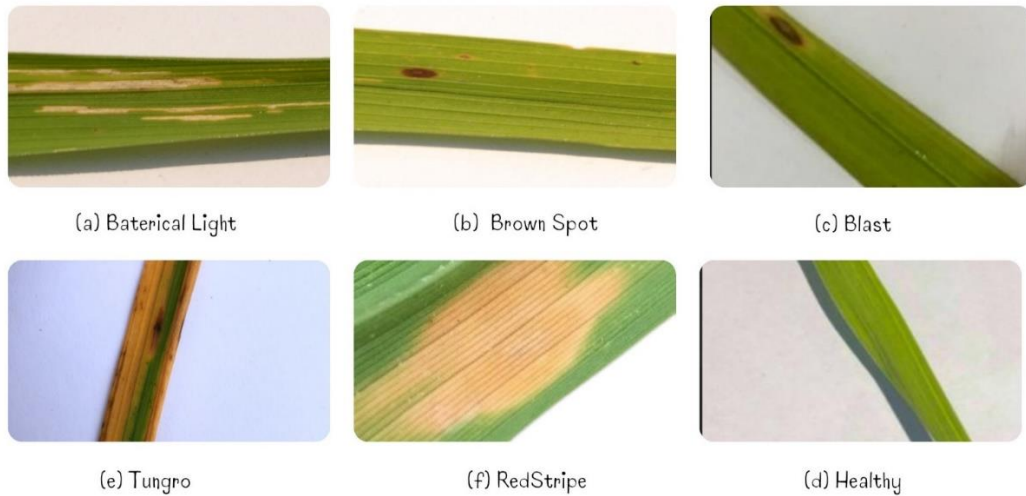 (a) Baterical Light
(b) Brown Spot
(c) Blast
(e) Tungro
(f) RedStripe
(d) Healthy